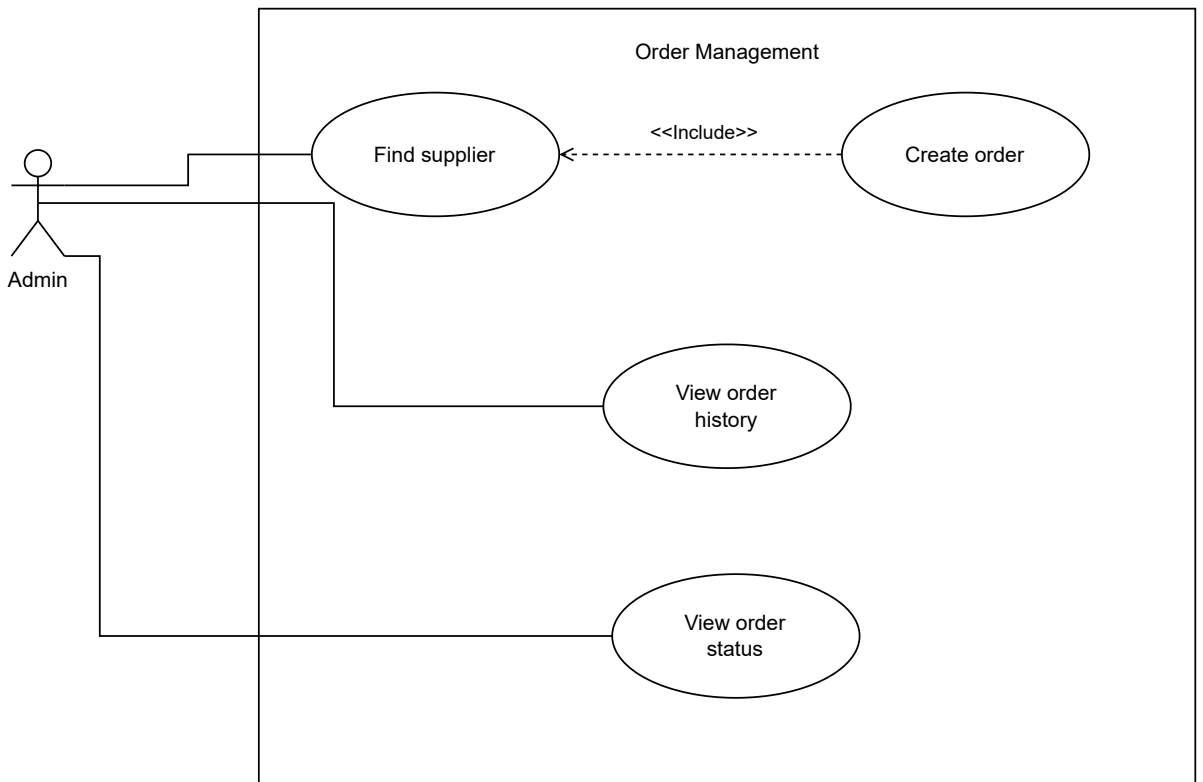 Order Management
<<Include>>
Find supplier
Create order
Admin
View order
history
View order
status